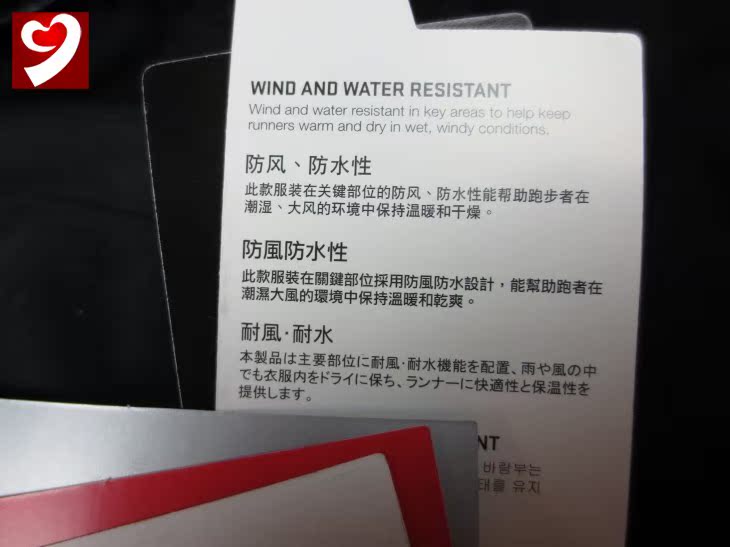 WIND AND WATER RESISTANT
Wind and water resistant in key areas to help keep
runners warm and dry in wet, windy conditions.
防风、防水性
此款服装在关键部位的防风、防水性能帮助跑步者在
潮湿、大风的环境中保持温暖和干燥。
防風防水性
此款服裝在關鍵部位採用防風防水設計，能幫助跑者在
潮濕大風的環境中保持溫暖和乾爽。
耐風·耐水
本製品は主要部位に耐風·耐水機能を配置、雨や風の中
でも衣服内をドライに保ち、ランナーに快適性と保温性を
提供します。
NT
바람부는
태를 유지